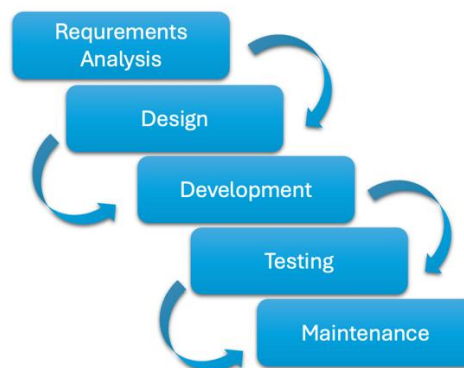 Requrements
Analysis
Design
Development
Testing
Maintenance